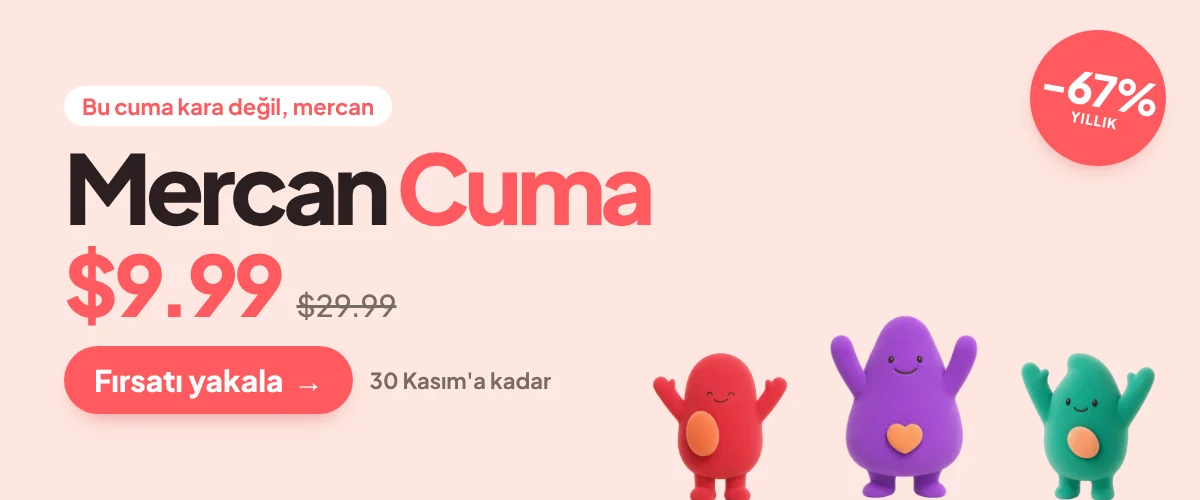 Bu cuma kara değil, mercan
Mercan Cuma
$9.99 $29.99
Fırsatı yakala →
30 Kasım'a kadar
−67%
YILLIK